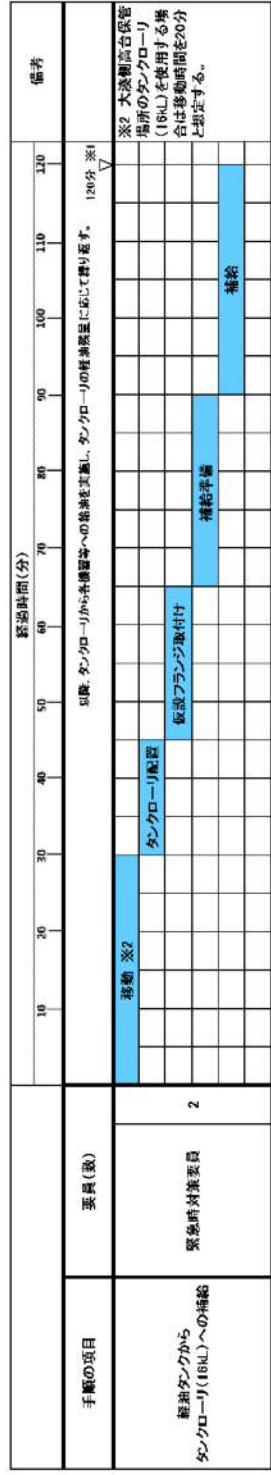 手順の項目
要員(数)
経過時間(分)
備考
10 20 30 40 50 60 70 80 90 100 110 120
120分 ※1
以降、タンクローリから各機器等への給油を実施し、タンクローリの軽油残量に応じて繰り返す。
軽油タンクから
タンクローリ(16kL)への補給
緊急時対策要員
2
移動 ※2
タンクローリ配置
仮設フランジ取付け
補給準備
補給
※2 大湊側高台保管
場所のタンクローリ
(16kL)を使用する場
合は移動時間を20分
と想定する。